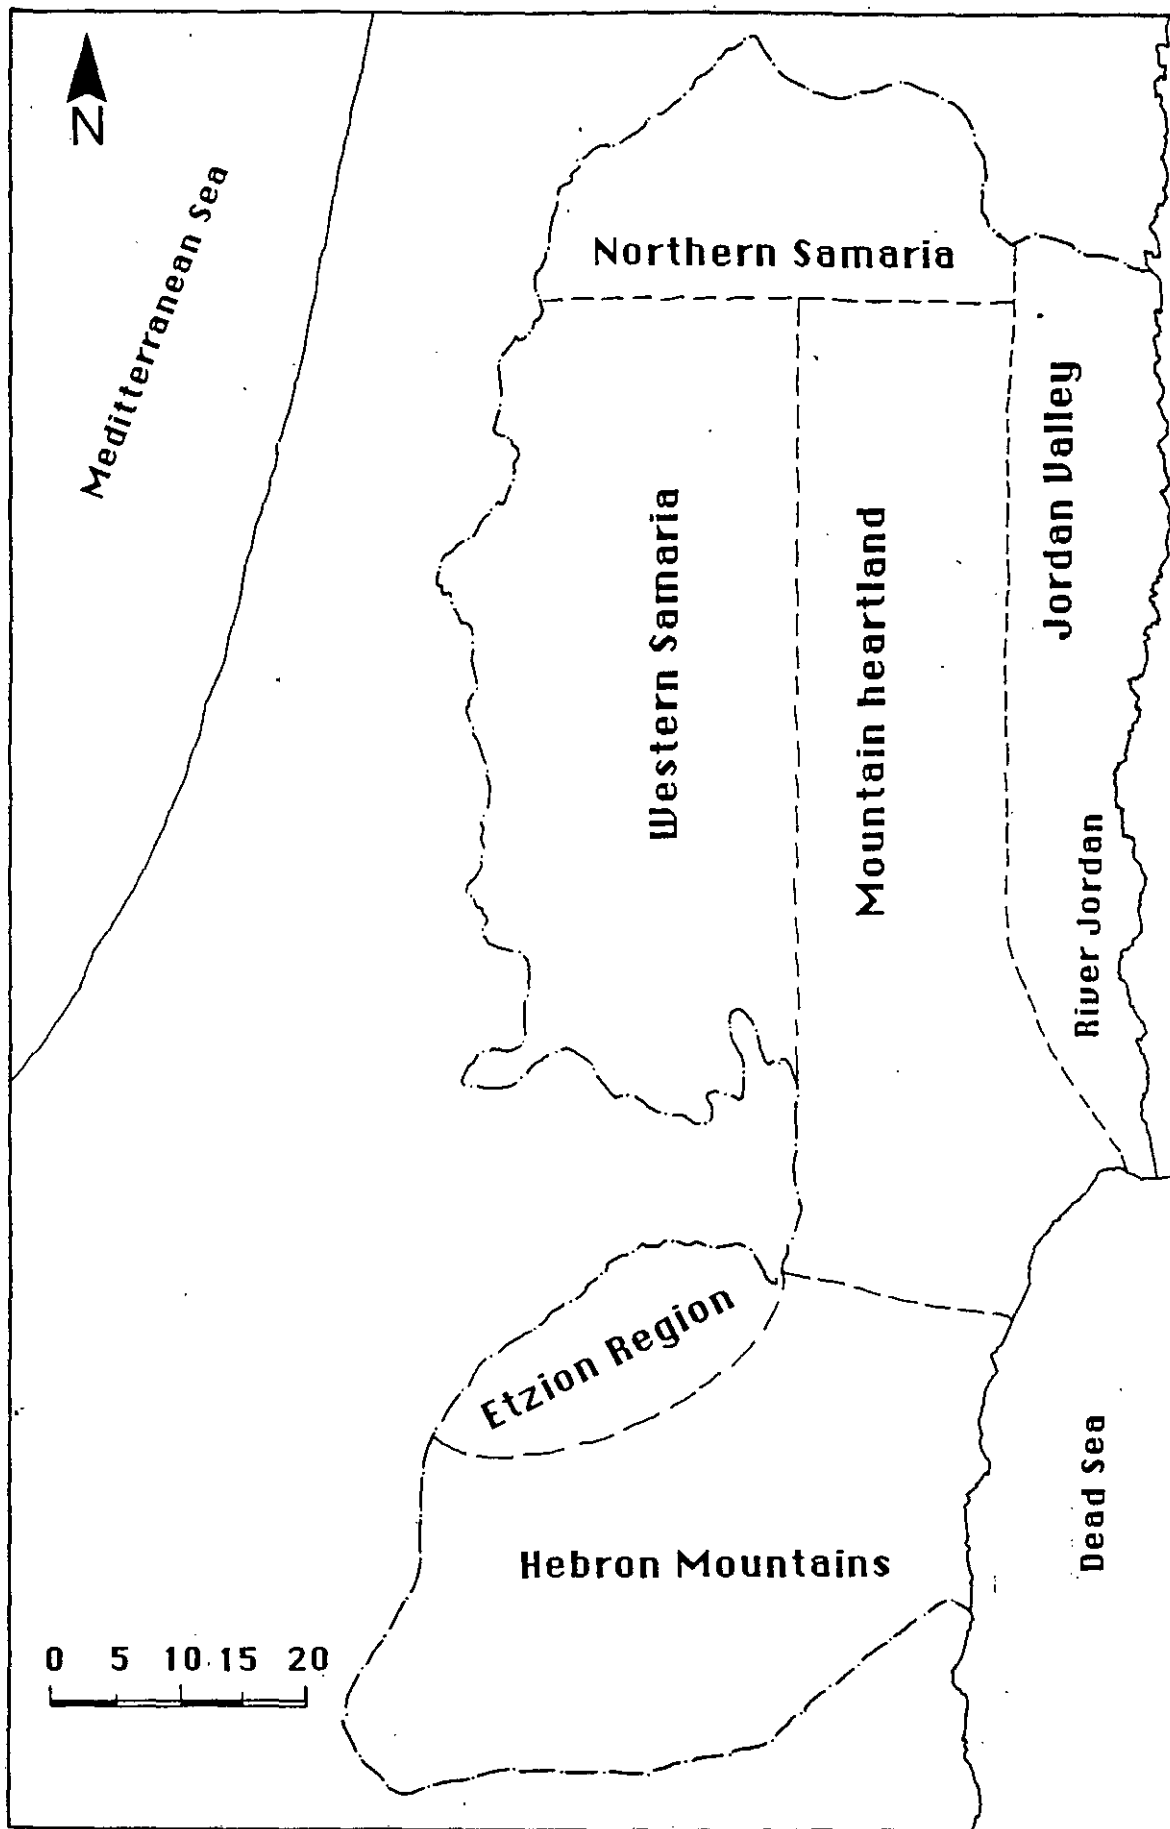 N
Meditterranean Sea
Northern Samaria
Western Samaria
Mountain heartland
Jordan Valley
River Jordan
Etzion Region
Hebron Mountains
Dead Sea
0 5 10 15 20